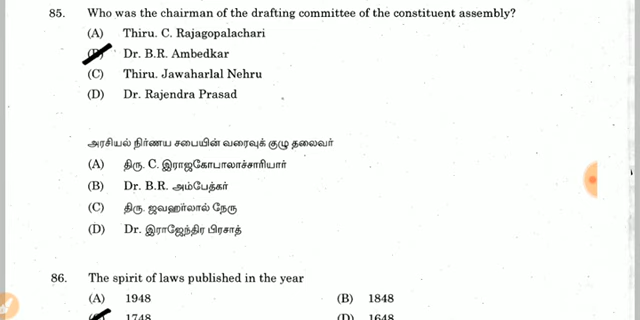 85. Who was the chairman of the drafting committee of the constituent assembly?
(A) Thiru. C. Rajagopalachari
(B) Dr. B.R. Ambedkar
(C) Thiru. Jawaharlal Nehru
(D) Dr. Rajendra Prasad
அரசியல் நிர்ணய சபையின் வரைவுக் குழு தலைவர்
(A) திரு. C. இராஜகோபாலாச்சாரியார்
(B) Dr. B.R. அம்பேத்கர்
(C) திரு. ஜவஹர்லால் நேரு
(D) Dr. இராஜேந்திர பிரசாத்
86. The spirit of laws published in the year
(A) 1948 (B) 1848
1748 (D) 1648